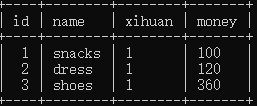 | id | name | xihuan | money |
| 1 | snacks | 1 | 100 |
| 2 | dress | 1 | 120 |
| 3 | shoes | 1 | 360 |